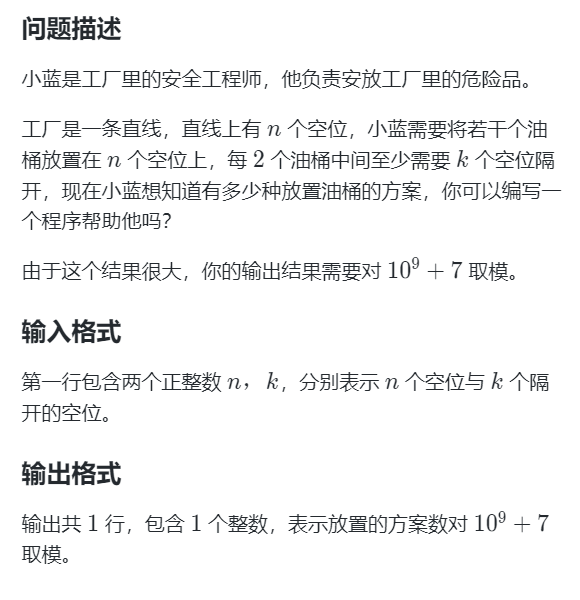 问题描述
小蓝是工厂里的安全工程师，他负责安放工厂里的危险品。
工厂是一条直线，直线上有 n 个空位，小蓝需要将若干个油
桶放置在 n 个空位上，每 2 个油桶中间至少需要 k 个空位隔
开，现在小蓝想知道有多少种放置油桶的方案，你可以编写一
个程序帮助他吗？
由于这个结果很大，你的输出结果需要对 10⁹ + 7 取模。
输入格式
第一行包含两个正整数 n，k，分别表示 n 个空位与 k 个隔
开的空位。
输出格式
输出共 1 行，包含 1 个整数，表示放置的方案数对 10⁹ + 7
取模。